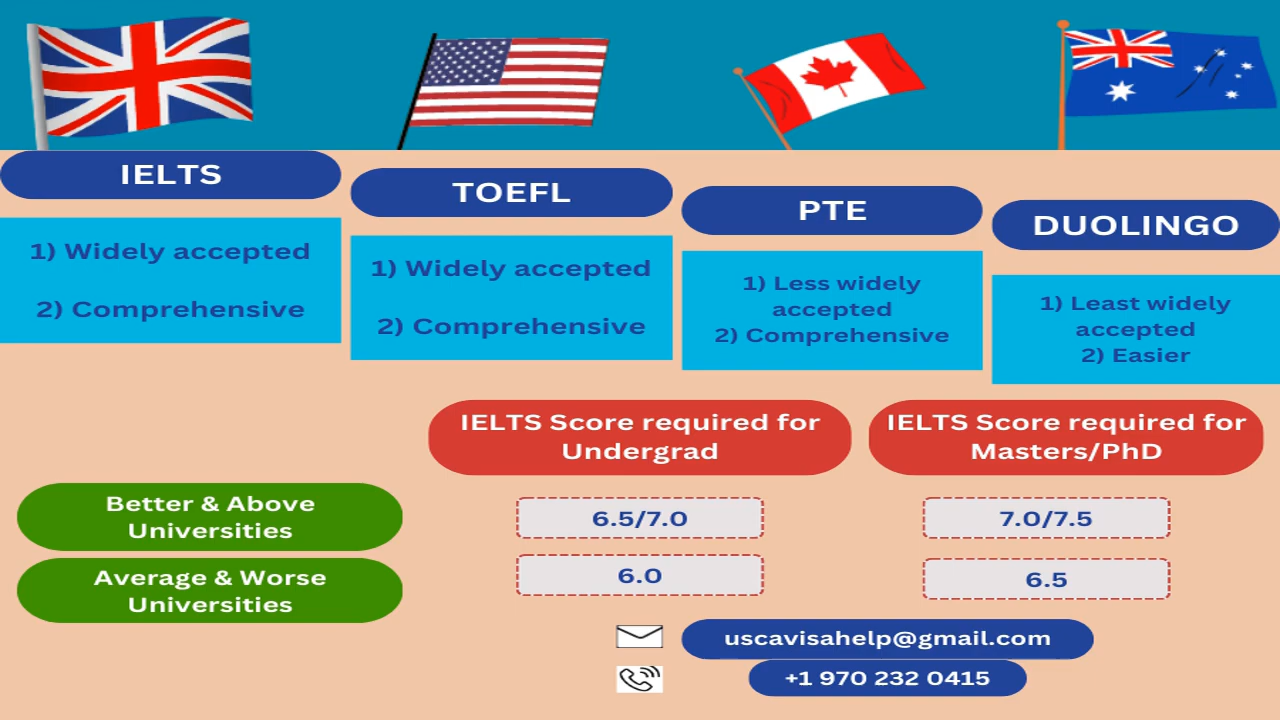 IELTS
1) Widely accepted
2) Comprehensive
TOEFL
1) Widely accepted
2) Comprehensive
PTE
1) Less widely
accepted
2) Comprehensive
DUOLINGO
1) Least widely
accepted
2) Easier
IELTS Score required for
Undergrad
IELTS Score required for
Masters/PhD
Better & Above
Universities
6.5/7.0
7.0/7.5
Average & Worse
Universities
6.0
6.5
uscavisahelp@gmail.com
+1 970 232 0415